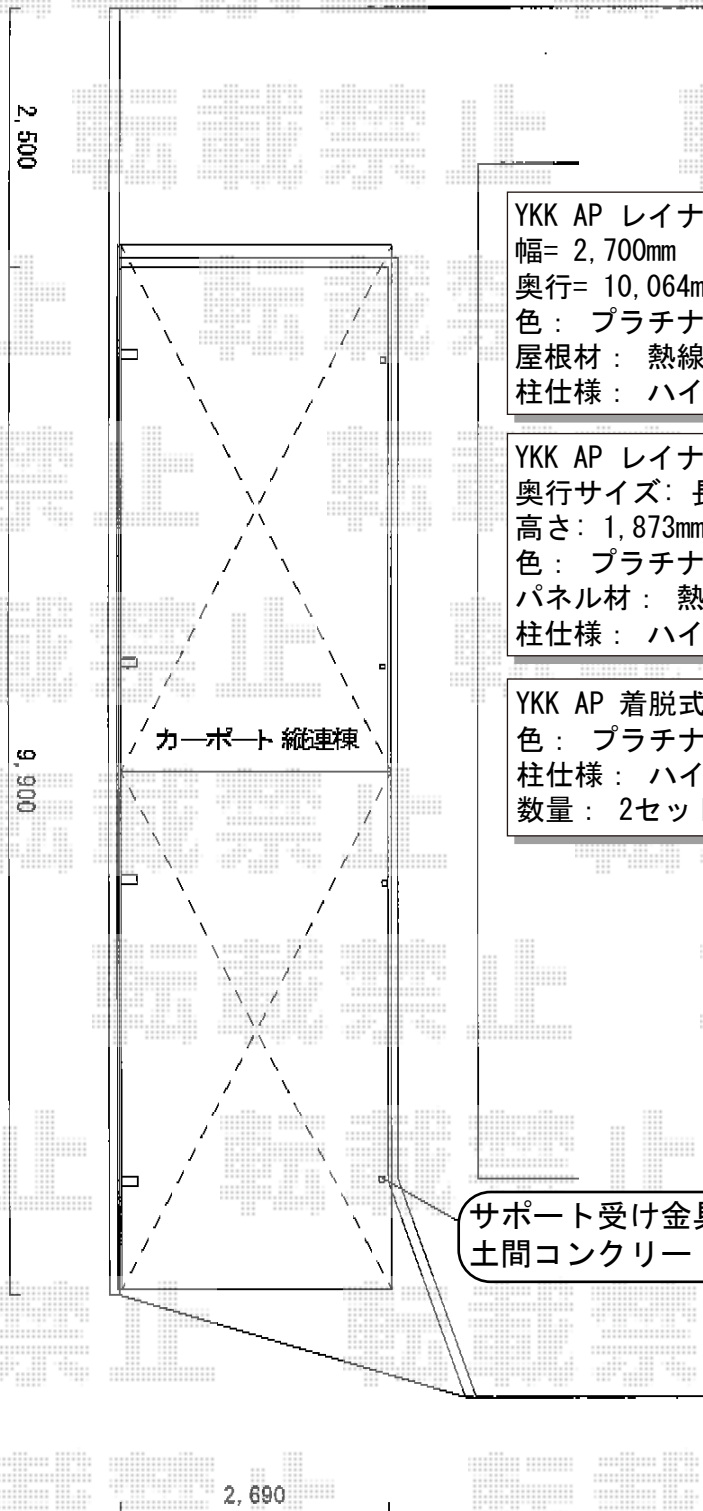 2,500
YKK AP レイナ
幅= 2,700mm
奥行= 10,064m
色： プラチナ
屋根材： 熱線
柱仕様： ハイ
YKK AP レイナ
奥行サイズ: 長
高さ: 1,873mm
色： プラチナ
パネル材： 熱
柱仕様： ハイ
YKK AP 着脱式
色： プラチナ
柱仕様： ハイ
数量： 2セット
カーポート縦連棟
9,900
サポート受け金具
土間コンクリー
2,690
転載禁止